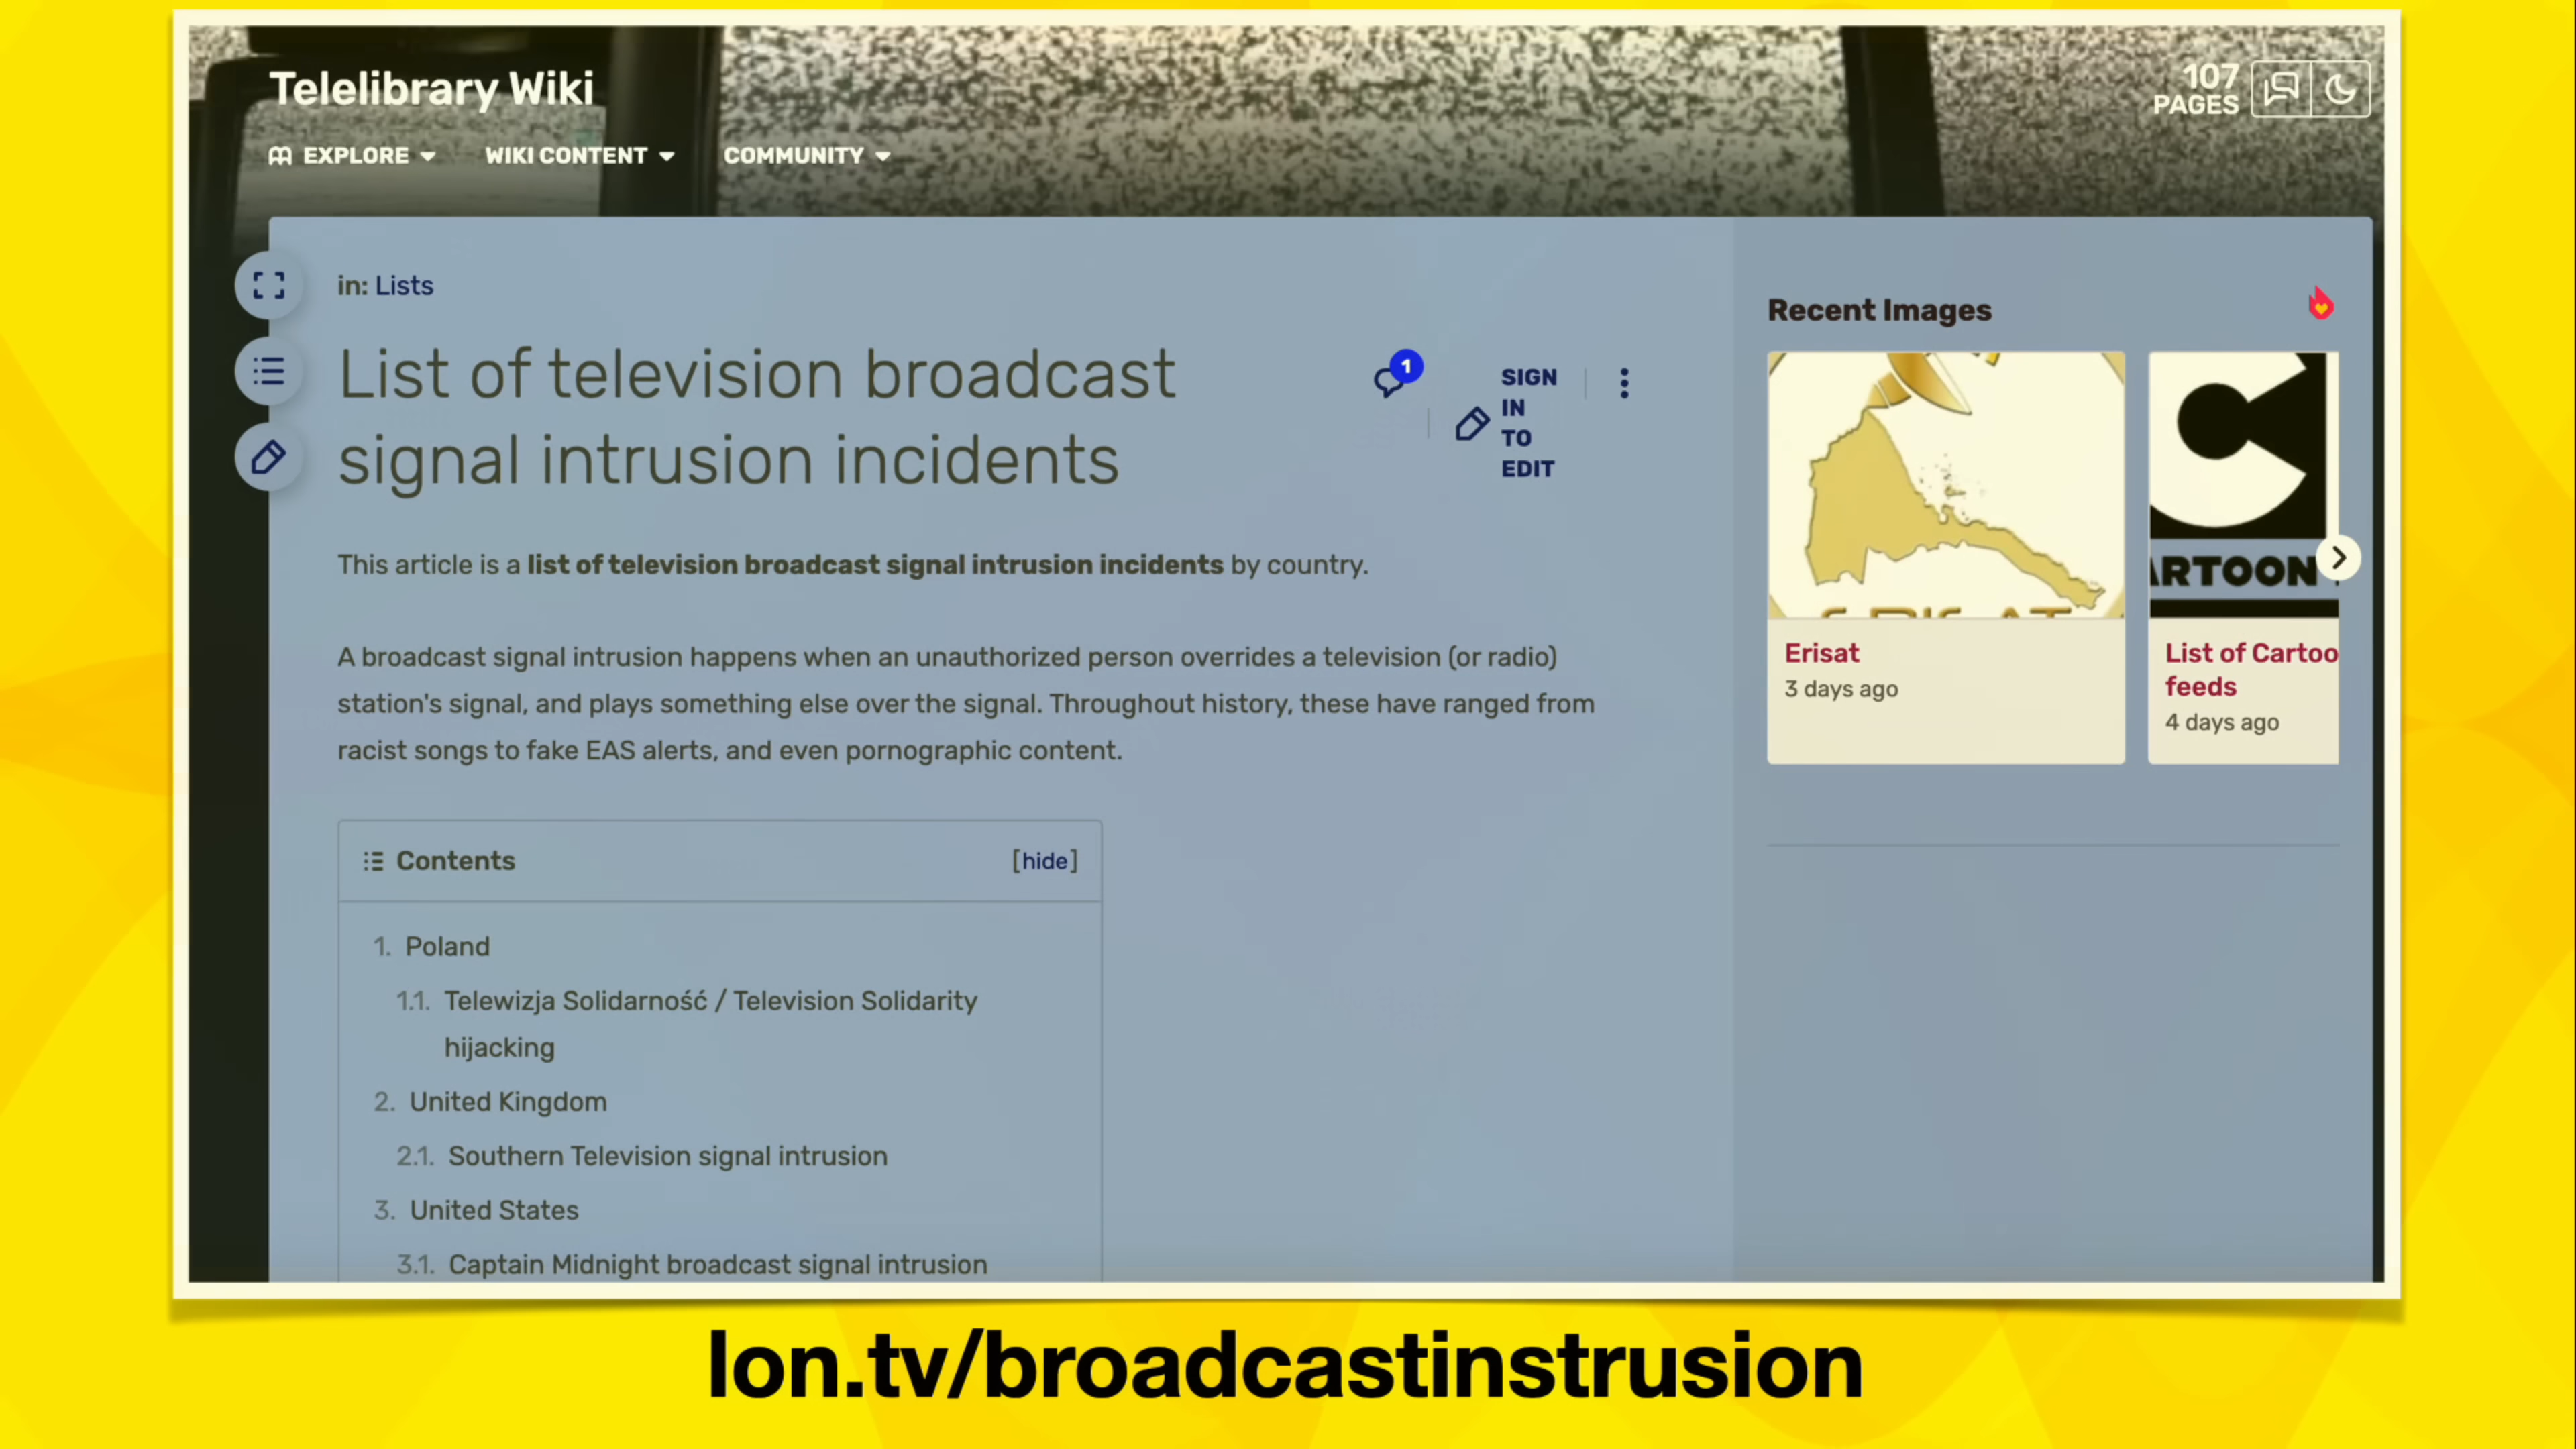 Telelibrary Wiki
107
PAGES
EXPLORE
WIKI CONTENT
COMMUNITY
in: Lists
List of television broadcast
signal intrusion incidents
1
SIGN
IN
TO
EDIT
This article is a list of television broadcast signal intrusion incidents by country.
A broadcast signal intrusion happens when an unauthorized person overrides a television (or radio)
station's signal, and plays something else over the signal. Throughout history, these have ranged from
racist songs to fake EAS alerts, and even pornographic content.
Contents
[hide]
1. Poland
1.1. Telewizja Solidarność / Television Solidarity
hijacking
2. United Kingdom
2.1. Southern Television signal intrusion
3. United States
3.1. Captain Midnight broadcast signal intrusion
Recent Images
Erisat
3 days ago
C
ARTOON
List of Cartoo
feeds
4 days ago
lon.tv/broadcastinstrusion